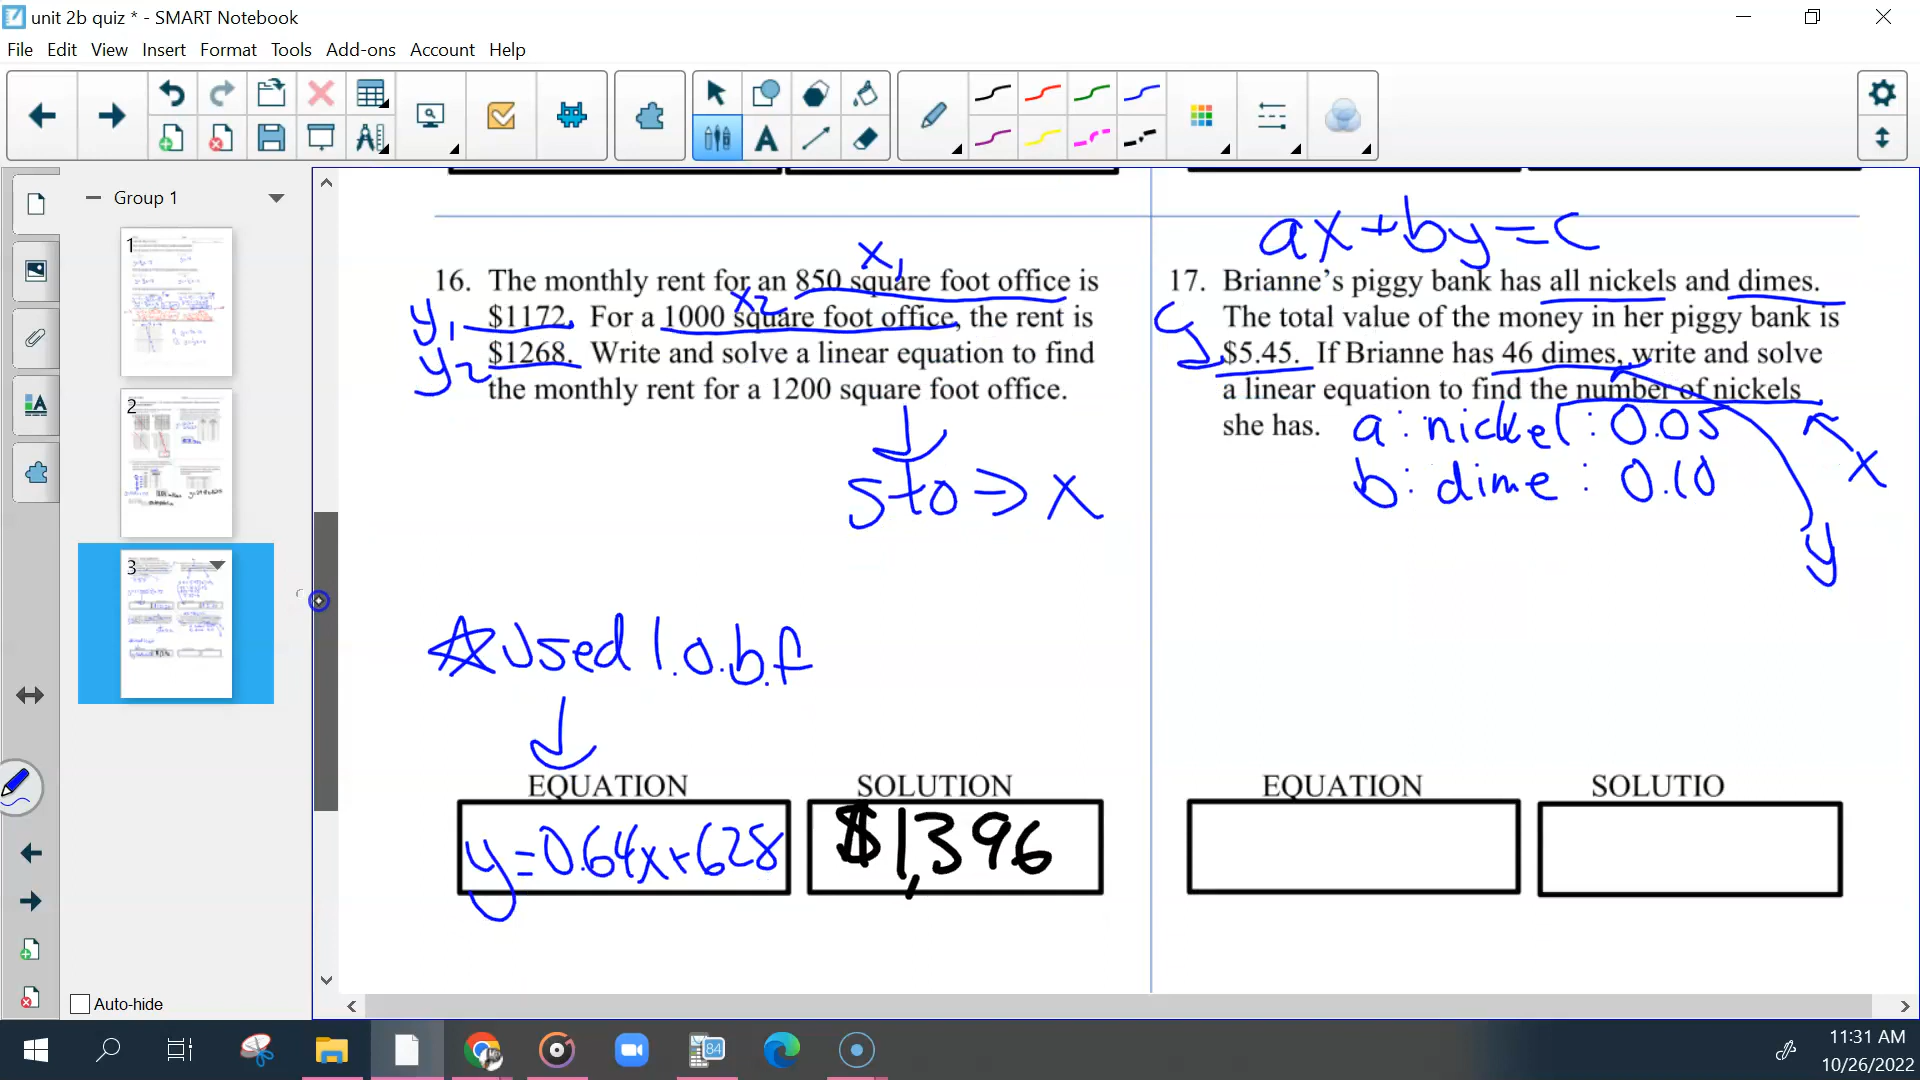 unit 2b quiz * - SMART Notebook
File Edit View Insert Format Tools Add-ons Account Help
Group 1
1
2
3
Auto-hide
x1
16. The monthly rent for an 850 square foot office is
x2
y1 $1172. For a 1000 square foot office, the rent is
y2 $1268. Write and solve a linear equation to find
the monthly rent for a 1200 square foot office.
sto => x
☆ Used l.o.b.f
EQUATION SOLUTION
y=0.64x+628 $1,396
ax+by=c
17. Brianne's piggy bank has all nickels and dimes.
C The total value of the money in her piggy bank is
$5.45. If Brianne has 46 dimes, write and solve
a linear equation to find the number of nickels
she has. a: nickel: 0.05
x
b: dime: 0.10
y
EQUATION SOLUTIO
84
11:31 AM
10/26/2022